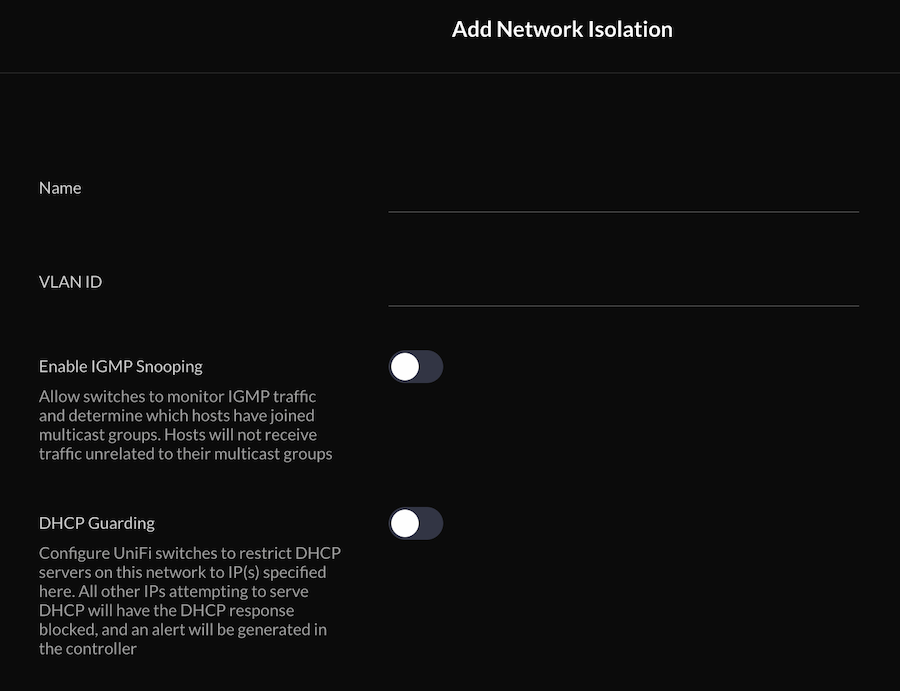 Add Network Isolation
Name
VLAN ID
Enable IGMP Snooping
Allow switches to monitor IGMP traffic
and determine which hosts have joined
multicast groups. Hosts will not receive
traffic unrelated to their multicast groups
DHCP Guarding
Configure UniFi switches to restrict DHCP
servers on this network to IP(s) specified
here. All other IPs attempting to serve
DHCP will have the DHCP response
blocked, and an alert will be generated in
the controller